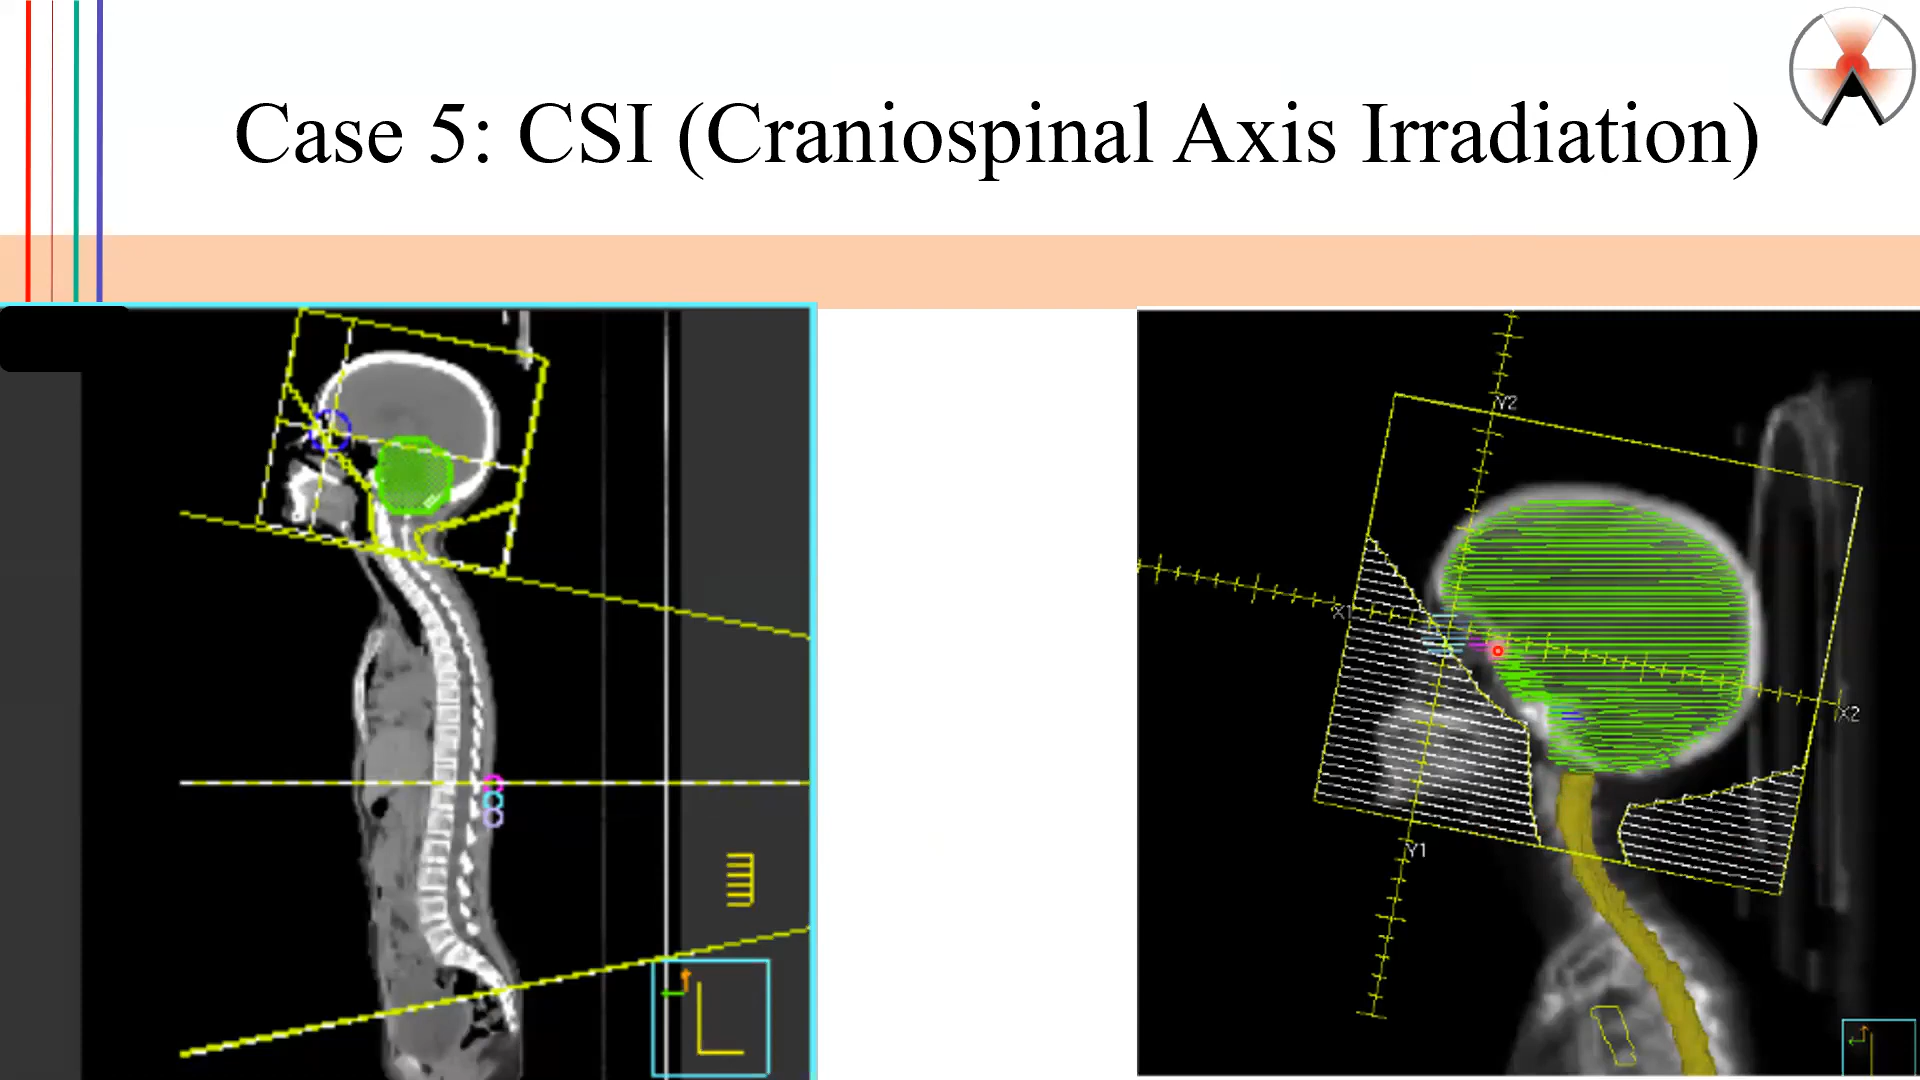 Case 5: CSI (Craniospinal Axis Irradiation)
Y2
X1
X2
Y1